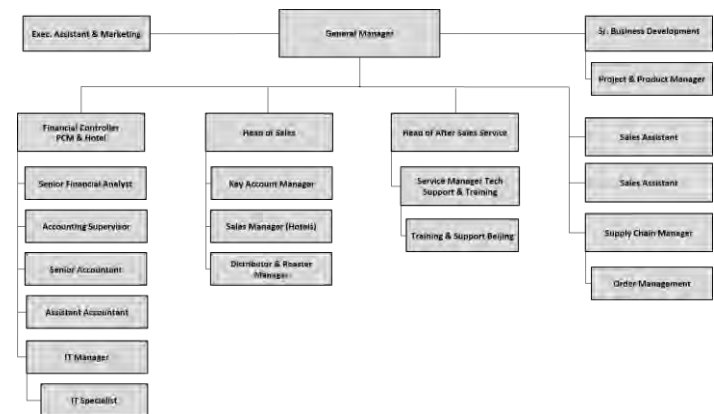 Exec. Assistant & Marketing
General Manager
Sr. Business Development
Project & Product Manager
Financial Controller
PCM & Hotel
Senior Financial Analyst
Accounting Supervisor
Senior Accountant
Assistant Accountant
IT Manager
IT Specialist
Head of Sales
Key Account Manager
Sales Manager (Hotels)
Distributor & Roaster
Manager
Head of After Sales Service
Service Manager Tech
Support & Training
Training & Support Beijing
Sales Assistant
Sales Assistant
Supply Chain Manager
Order Management